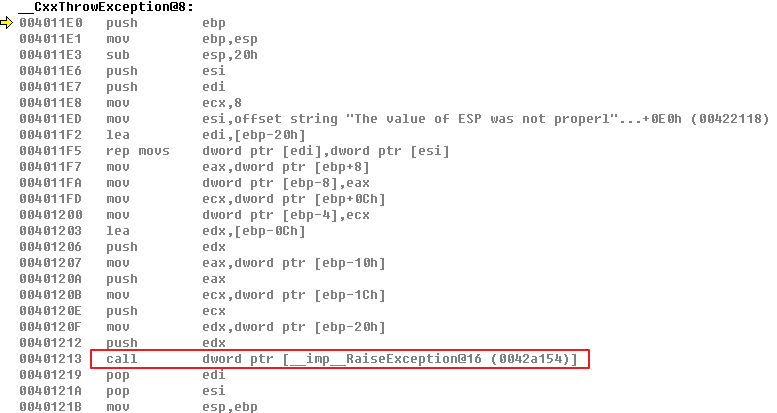 __CxxThrowException@8:
004011E0 push ebp
004011E1 mov ebp,esp
004011E3 sub esp,20h
004011E6 push esi
004011E7 push edi
004011E8 mov ecx,8
004011ED mov esi,offset string "The value of ESP was not properl"...+0E0h (00422118)
004011F2 lea edi,[ebp-20h]
004011F5 rep movs dword ptr [edi],dword ptr [esi]
004011F7 mov eax,dword ptr [ebp+8]
004011FA mov dword ptr [ebp-8],eax
004011FD mov ecx,dword ptr [ebp+0Ch]
00401200 mov dword ptr [ebp-4],ecx
00401203 lea edx,[ebp-0Ch]
00401206 push edx
00401207 mov eax,dword ptr [ebp-10h]
0040120A push eax
0040120B mov ecx,dword ptr [ebp-1Ch]
0040120E push ecx
0040120F mov edx,dword ptr [ebp-20h]
00401212 push edx
00401213 call dword ptr [__imp__RaiseException@16 (0042a154)]
00401219 pop edi
0040121A pop esi
0040121B mov esp,ebp